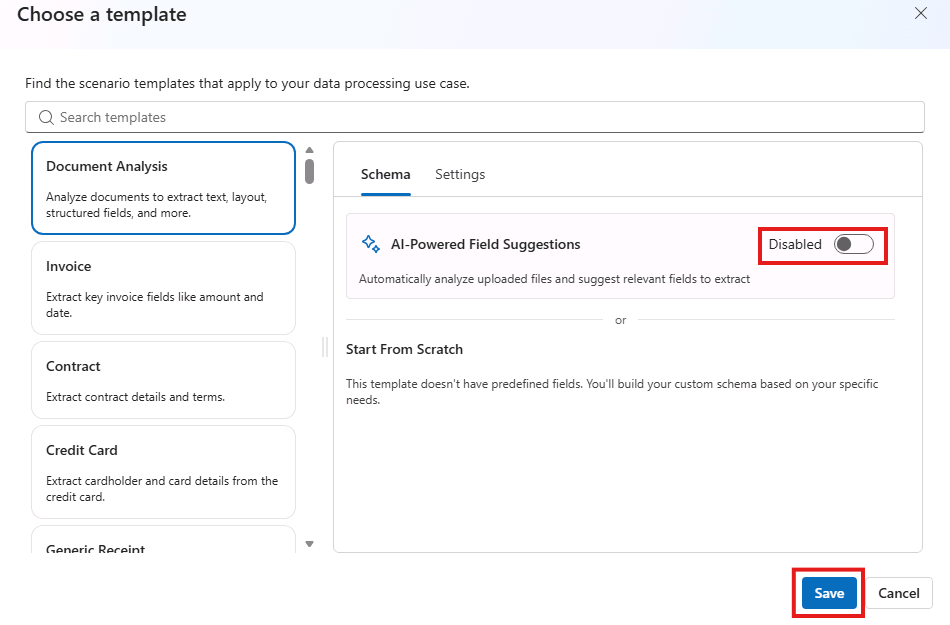 Choose a template
Find the scenario templates that apply to your data processing use case.
Search templates
Document Analysis
Analyze documents to extract text, layout,
structured fields, and more.
Invoice
Extract key invoice fields like amount and
date.
Contract
Extract contract details and terms.
Credit Card
Extract cardholder and card details from the
credit card.
Generic Receipt
Schema
Settings
AI-Powered Field Suggestions
Disabled
Automatically analyze uploaded files and suggest relevant fields to extract
or
Start From Scratch
This template doesn't have predefined fields. You'll build your custom schema based on your specific
needs.
Save
Cancel